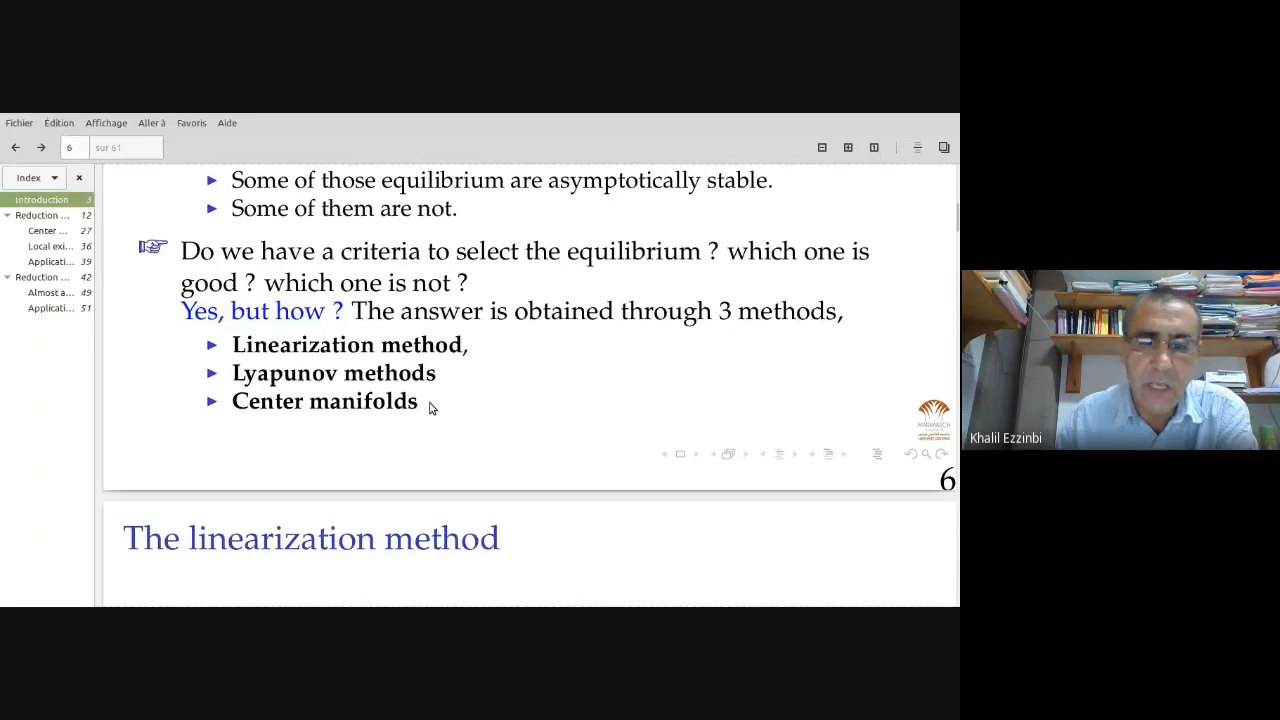 Fichier Édition Affichage Aller à Favoris Aide
6 sur 61
Index
Introduction 3
Reduction ... 12
Center ... 27
Local exi... 36
Applicati... 39
Reduction ... 42
Almost a... 49
Applicati... 51
Some of those equilibrium are asymptotically stable.
Some of them are not.
Do we have a criteria to select the equilibrium ? which one is
good ? which one is not ?
Yes, but how ? The answer is obtained through 3 methods,
Linearization method,
Lyapunov methods
Center manifolds
MARRAKECH
6
The linearization method
Khalil Ezzinbi